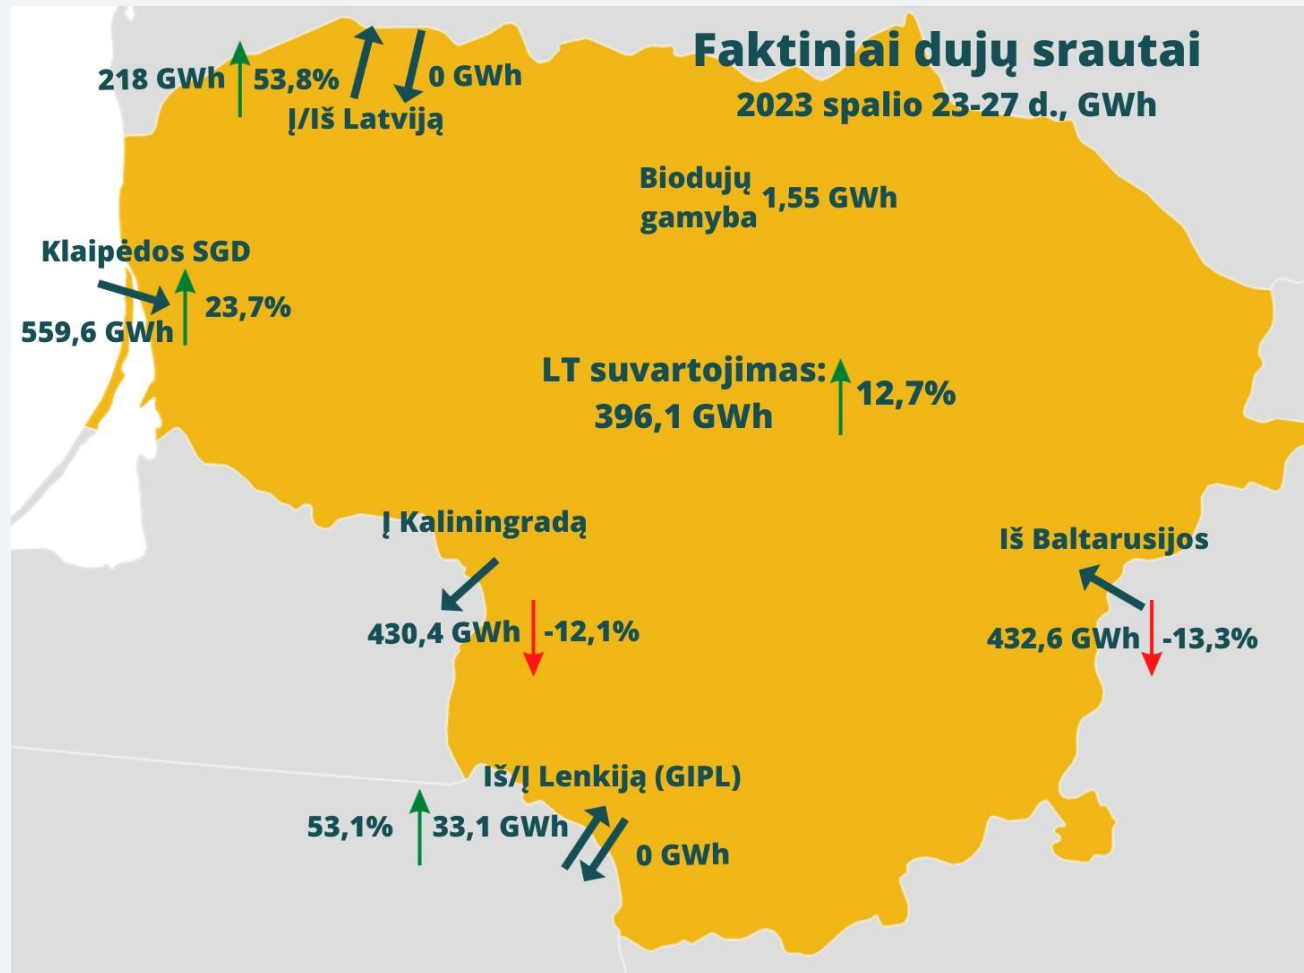 Faktiniai dujų srautai
2023 spalio 23-27 d., GWh
218 GWh 53,8% 0 GWh
Į/Iš Latviją
Biodujų
gamyba 1,55 GWh
Klaipėdos SGD
23,7%
559,6 GWh
LT suvartojimas:
396,1 GWh 12,7%
Į Kaliningradą
430,4 GWh -12,1%
Iš Baltarusijos
432,6 GWh -13,3%
Iš/Į Lenkiją (GIPL)
53,1% 33,1 GWh
0 GWh